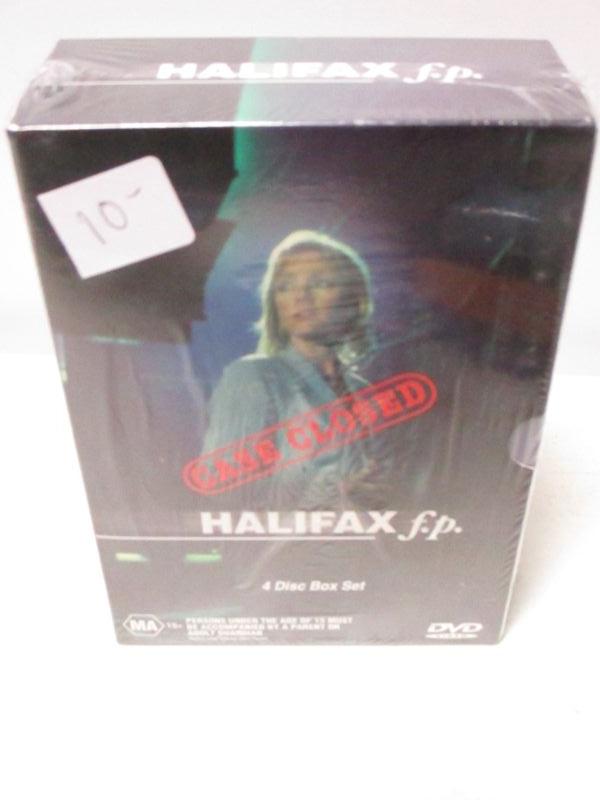 HALIFAX f.p.
10-
CASE CLOSED
HALIFAX f.p.
4 Disc Box Set
MA 15+ PERSONS UNDER THE AGE OF 15 MUST
BE ACCOMPANIED BY A PARENT OR
ADULT GUARDIAN
DVD
VIDEO